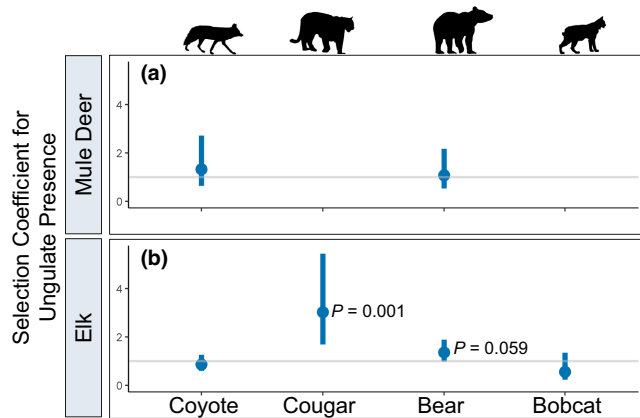 Selection Coefficient for
Ungulate Presence
Mule Deer
(a)
4
2
0
Elk
(b)
4
P = 0.001
2
P = 0.059
0
Coyote Cougar Bear Bobcat